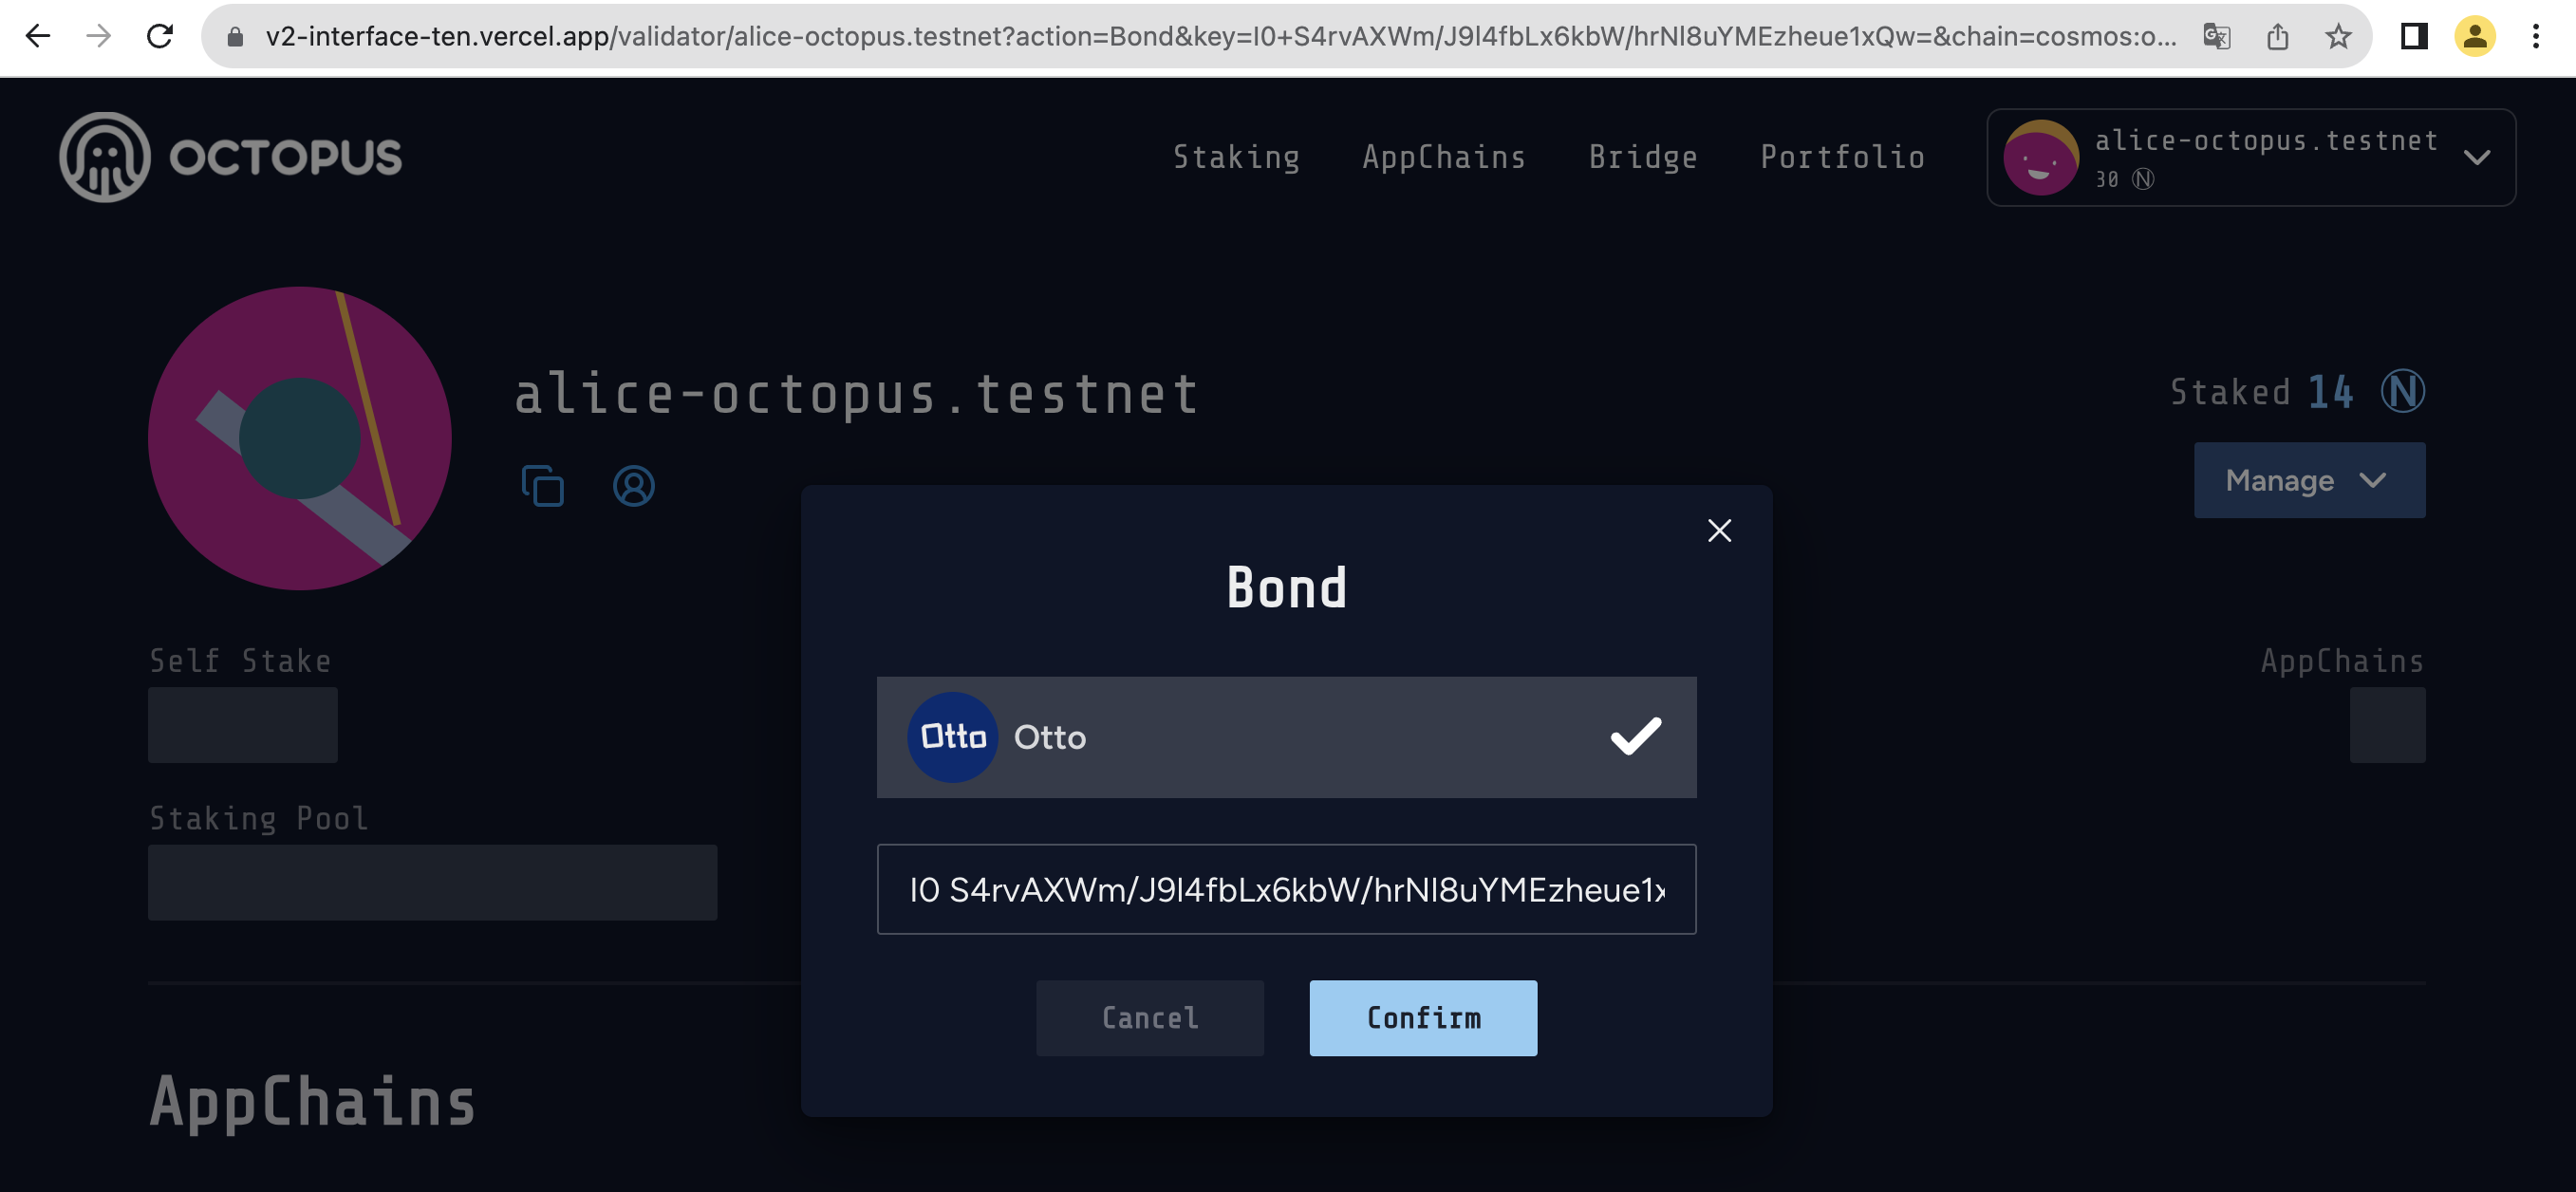 v2-interface-ten.vercel.app/validator/alice-octopus.testnet?action=Bond&key=I0+S4rvAXWm/J9I4fbLx6kbW/hrNI8uYMEzheue1xQw=&chain=cosmos:o...
OCTOPUS
Staking
AppChains
Bridge
Portfolio
alice-octopus.testnet
30
alice-octopus.testnet
Staked 14
Manage
Bond
Self Stake
AppChains
Otto Otto
Staking Pool
I0 S4rvAXWm/J9I4fbLx6kbW/hrNI8uYMEzheue1x
Cancel
Confirm
AppChains